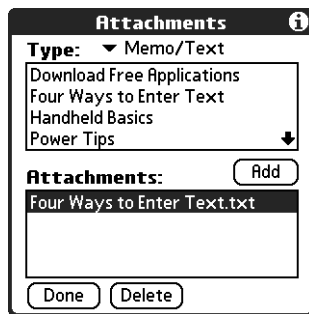 Attachments
Type: Memo/Text
Download Free Applications
Four Ways to Enter Text
Handheld Basics
Power Tips
Attachments: Add
Four Ways to Enter Text.txt
Done Delete